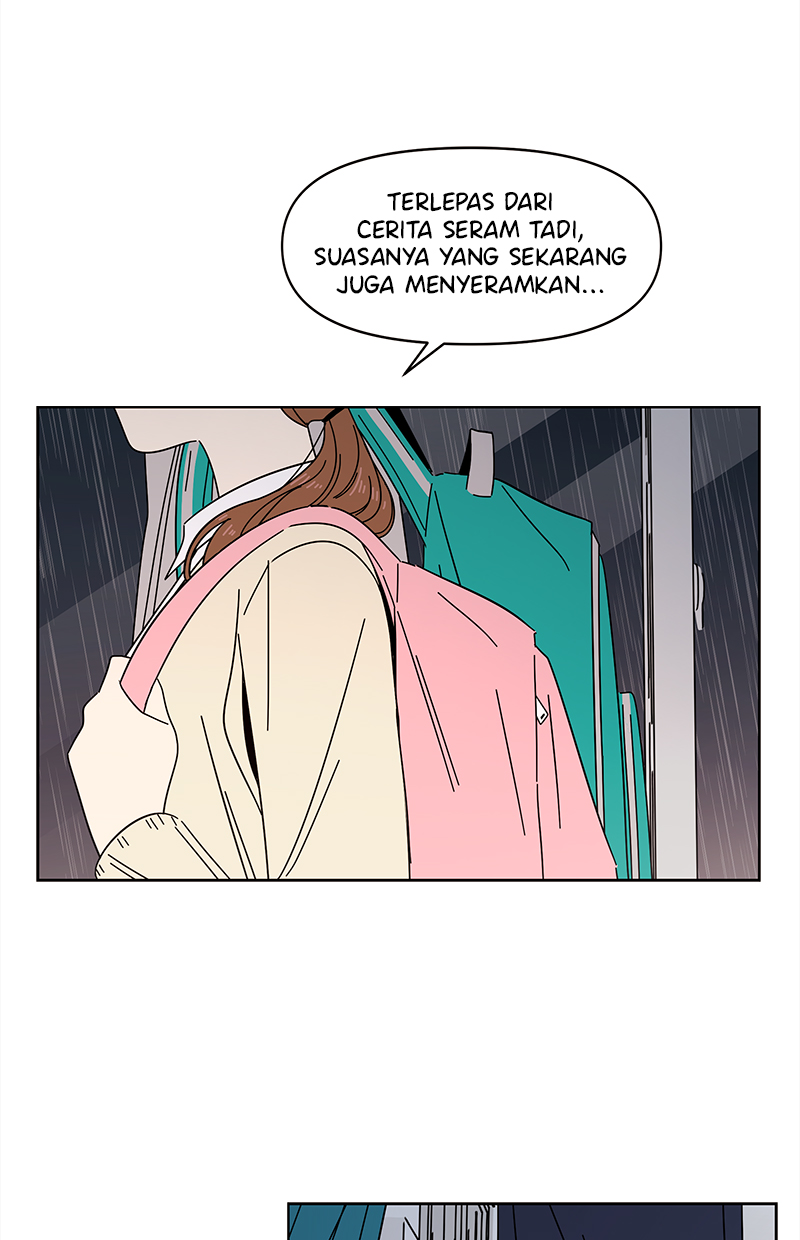 TERLEPAS DARI
CERITA SERAM TADI,
SUASANYA YANG SEKARANG
JUGA MENYERAMKAN...